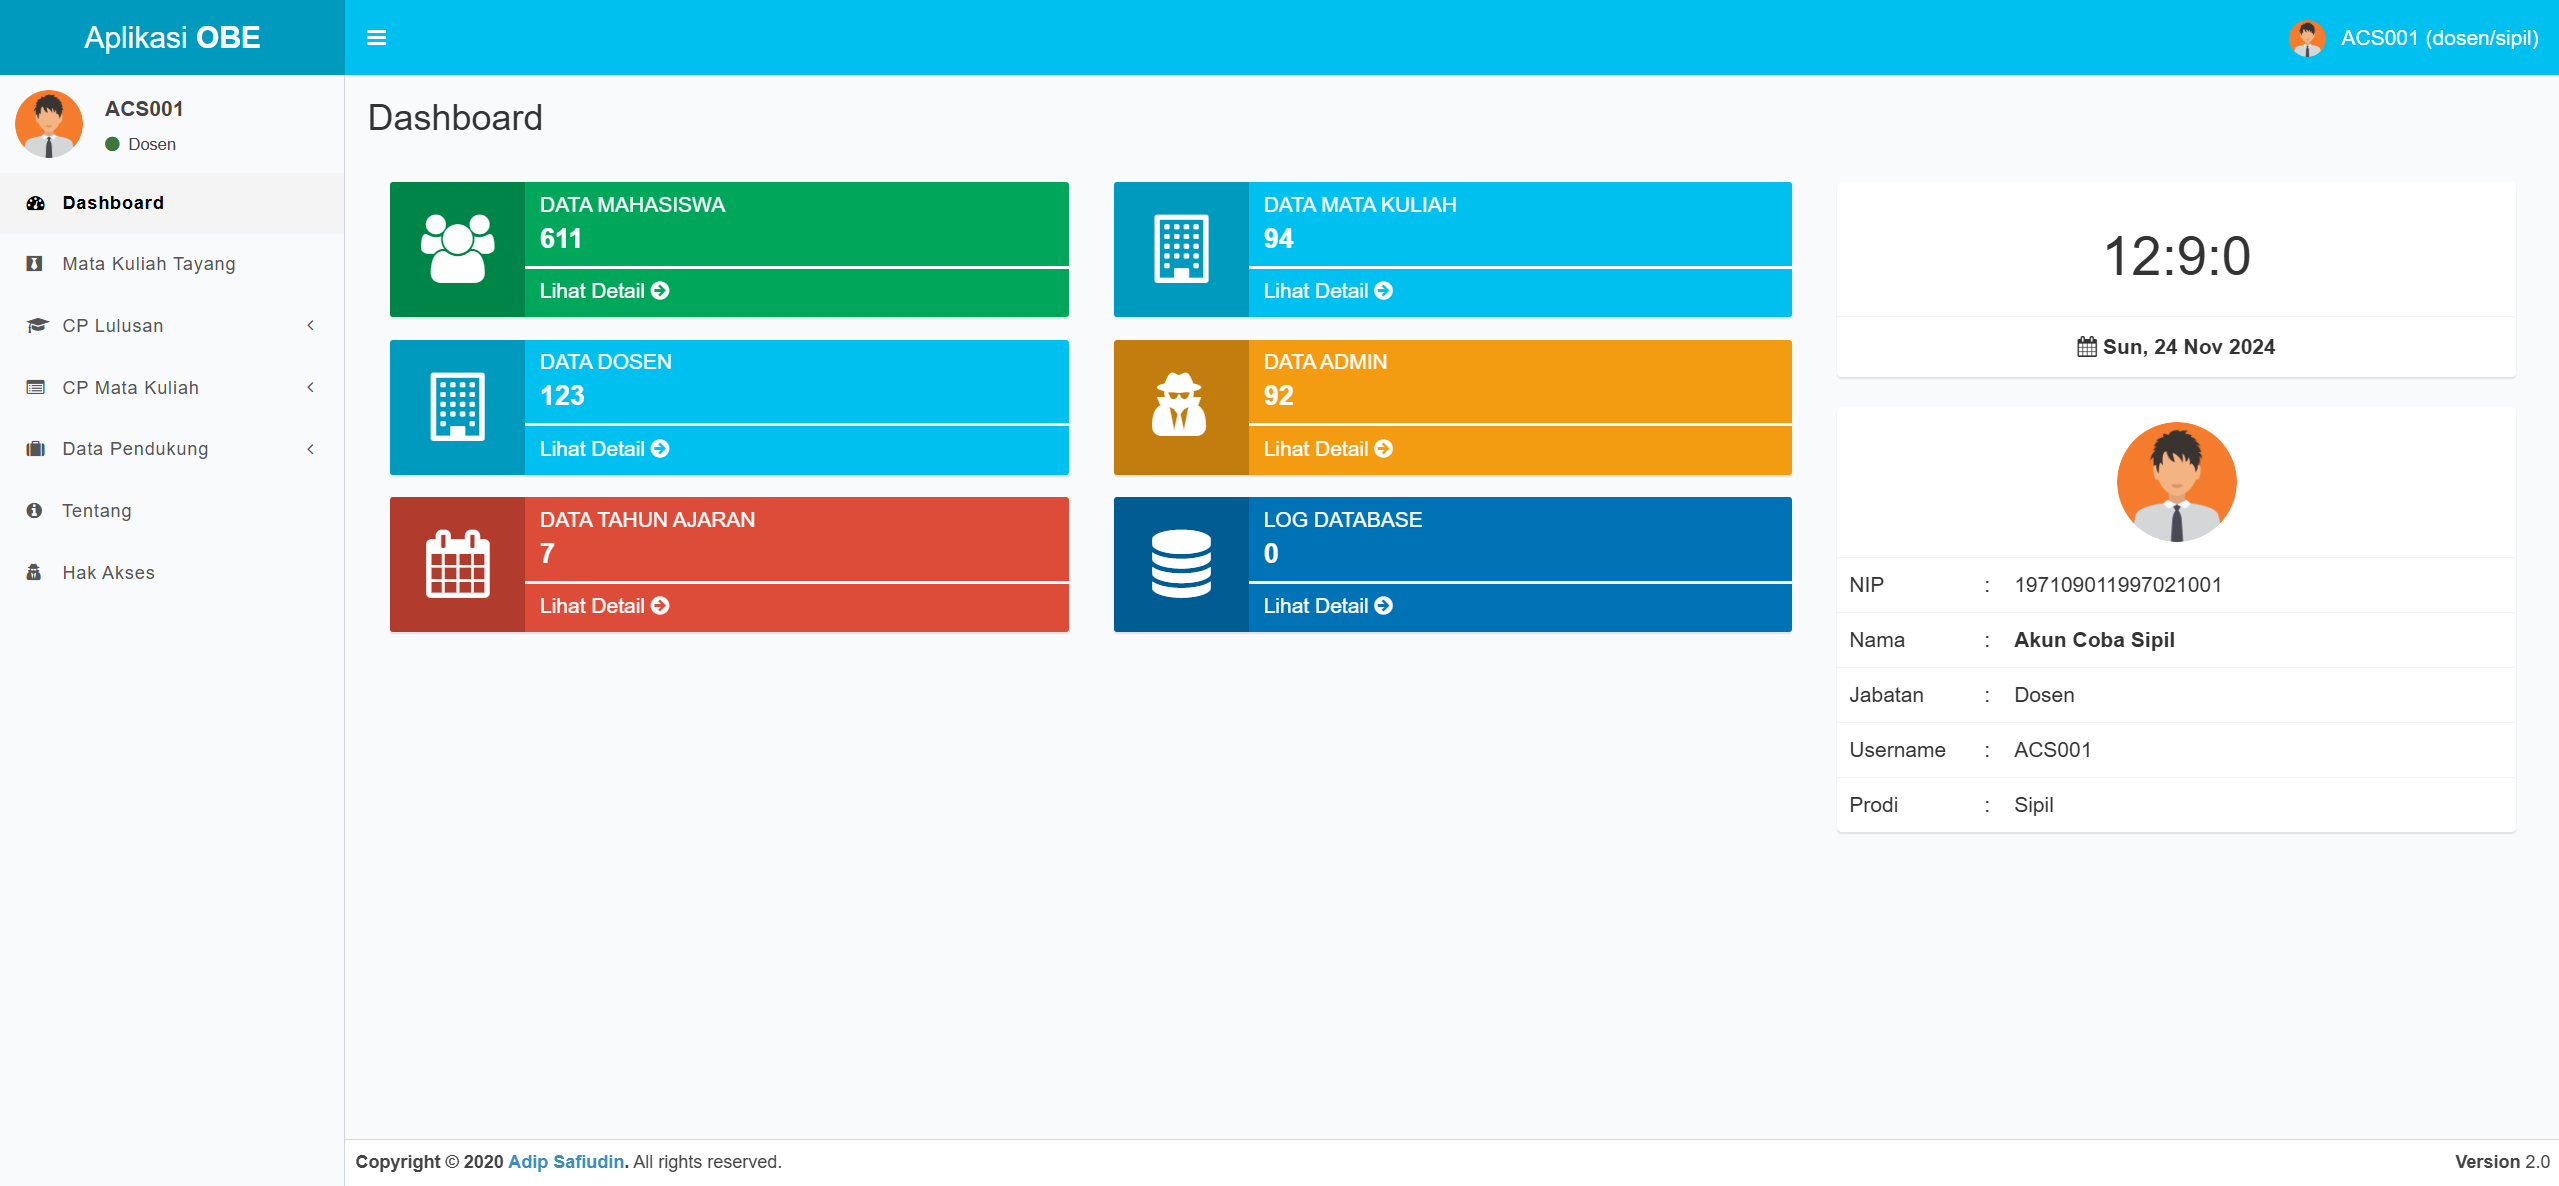 Aplikasi OBE
ACS001 (dosen/sipil)
ACS001
Dosen
Dashboard
Mata Kuliah Tayang
CP Lulusan
CP Mata Kuliah
Data Pendukung
Tentang
Hak Akses
Dashboard
DATA MAHASISWA
611
Lihat Detail
DATA MATA KULIAH
94
Lihat Detail
DATA DOSEN
123
Lihat Detail
DATA ADMIN
92
Lihat Detail
DATA TAHUN AJARAN
7
Lihat Detail
LOG DATABASE
0
Lihat Detail
12:9:0
Sun, 24 Nov 2024
NIP : 197109011997021001
Nama : Akun Coba Sipil
Jabatan : Dosen
Username : ACS001
Prodi : Sipil
Copyright © 2020 Adip Safiudin. All rights reserved.
Version 2.0